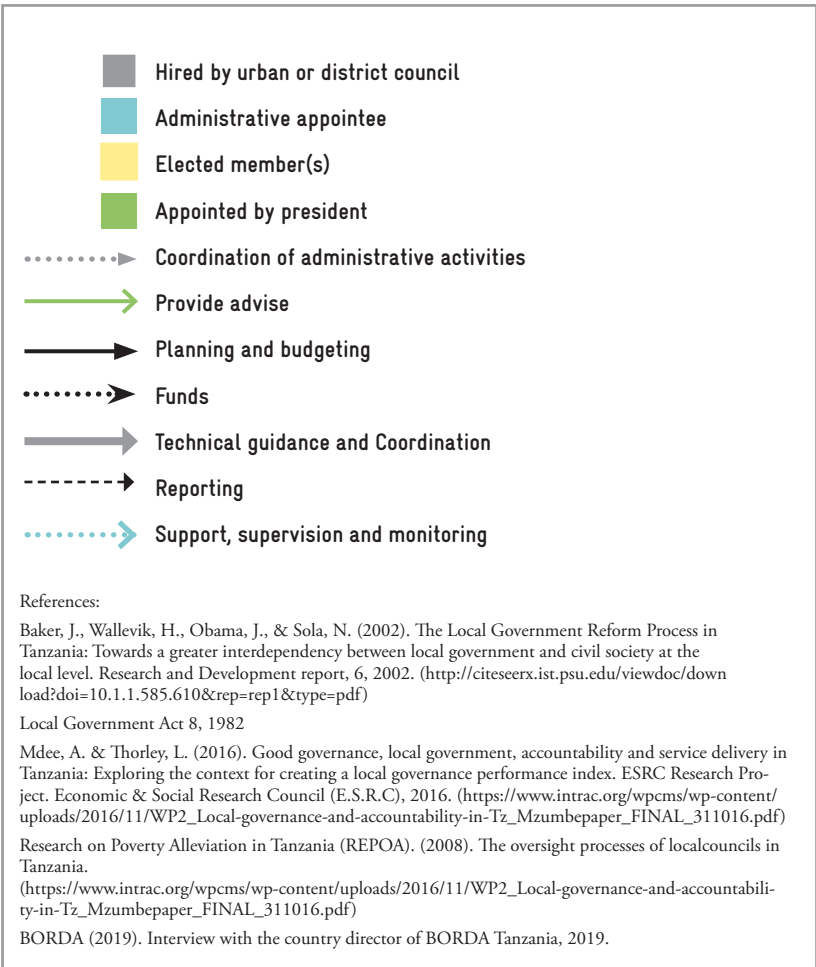 Hired by urban or district council
Administrative appointee
Elected member(s)
Appointed by president
Coordination of administrative activities
Provide advise
Planning and budgeting
Funds
Technical guidance and Coordination
Reporting
Support, supervision and monitoring
References:
Baker, J., Wallevik, H., Obama, J., & Sola, N. (2002). The Local Government Reform Process in
Tanzania: Towards a greater interdependency between local government and civil society at the
local level. Research and Development report, 6, 2002. (http://citeseerx.ist.psu.edu/viewdoc/down
load?doi=10.1.1.585.610&rep=rep1&type=pdf)
Local Government Act 8, 1982
Mdee, A. & Thorley, L. (2016). Good governance, local government, accountability and service delivery in
Tanzania: Exploring the context for creating a local governance performance index. ESRC Research Pro-
ject. Economic & Social Research Council (E.S.R.C), 2016. (https://www.intrac.org/wpcms/wp-content/
uploads/2016/11/WP2_Local-governance-and-accountability-in-Tz_Mzumbepaper_FINAL_311016.pdf)
Research on Poverty Alleviation in Tanzania (REPOA). (2008). The oversight processes of localcouncils in
Tanzania.
(https://www.intrac.org/wpcms/wp-content/uploads/2016/11/WP2_Local-governance-and-accountabili-
ty-in-Tz_Mzumbepaper_FINAL_311016.pdf)
BORDA (2019). Interview with the country director of BORDA Tanzania, 2019.